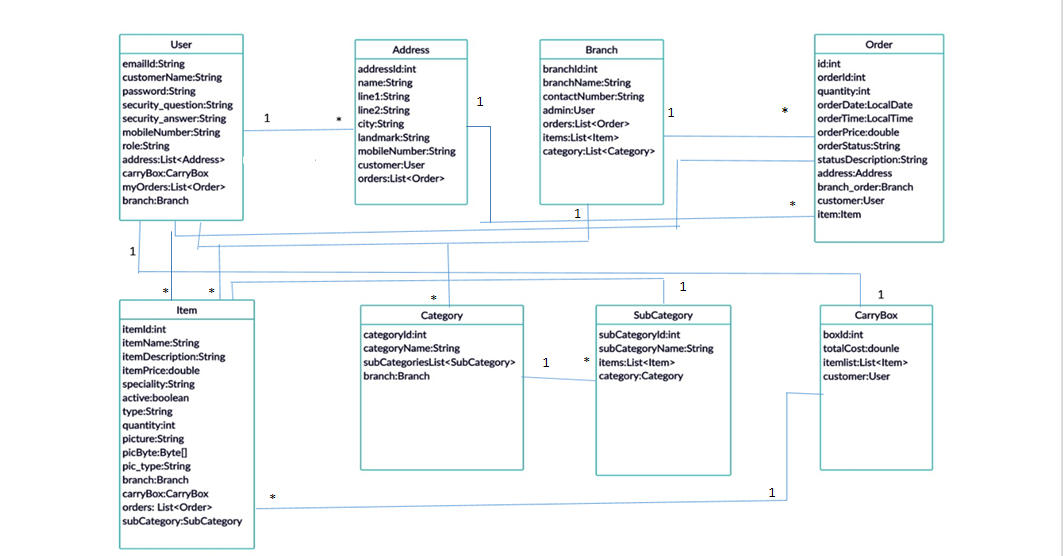 User
emailId:String
customerName:String
password:String
security_question:String
security_answer:String
mobileNumber:String
role:String
address:List<Address>
carryBox:CarryBox
myOrders:List<Order>
branch:Branch
1
*
Address
addressId:int
name:String
line1:String
line2:String
city:String
landmark:String
mobileNumber:String
customer:User
orders:List<Order>
1
Branch
branchId:int
branchName:String
contactNumber:String
admin:User
orders:List<Order>
items:List<Item>
category:List<Category>
1
*
1
*
Order
id:int
orderId:int
quantity:int
orderDate:LocalDate
orderTime:LocalTime
orderPrice:double
orderStatus:String
statusDescription:String
address:Address
branch_order:Branch
customer:User
item:Item
1
*
*
*
1
1
Item
itemId:int
itemName:String
itemDescription:String
itemPrice:double
speciality:String
active:boolean
type:String
quantity:int
picture:String
picByte:Byte[]
pic_type:String
branch:Branch
carryBox:CarryBox
orders: List<Order>
subCategory:SubCategory
Category
categoryId:int
categoryName:String
subCategoriesList<SubCategory>
branch:Branch
1
*
SubCategory
subCategoryId:int
subCategoryName:String
items:List<Item>
category:Category
CarryBox
boxId:int
totalCost:dounle
itemlist:List<Item>
customer:User
*
1